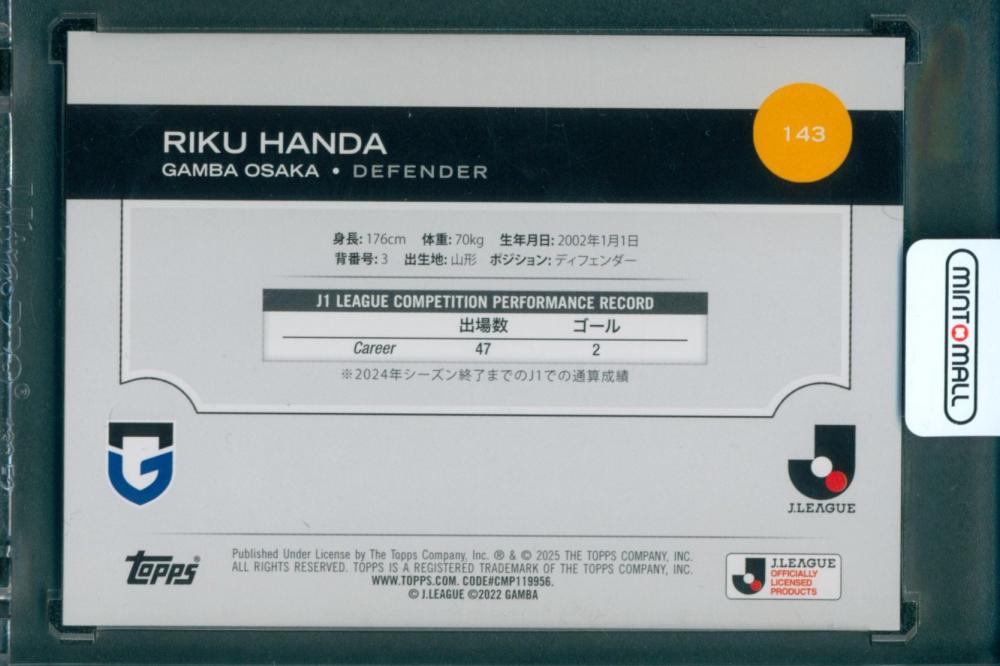 RIKU HANDA
GAMBA OSAKA • DEFENDER
143
身長: 176cm 体重: 70kg 生年月日: 2002年1月1日
背番号: 3 出生地: 山形 ポジション: ディフェンダー
J1 LEAGUE COMPETITION PERFORMANCE RECORD
出場数 ゴール
Career 47 2
※2024年シーズン終了までのJ1での通算成績
G
J.LEAGUE
MINT MALL
Topps®
Published Under License by The Topps Company, Inc. ® & © 2025 THE TOPPS COMPANY, INC.
ALL RIGHTS RESERVED. TOPPS IS A REGISTERED TRADEMARK OF THE TOPPS COMPANY, INC.
WWW.TOPPS.COM. CODE#CMP119956.
© J.LEAGUE ©2022 GAMBA
J.LEAGUE
OFFICIALLY
LICENSED
PRODUCTS